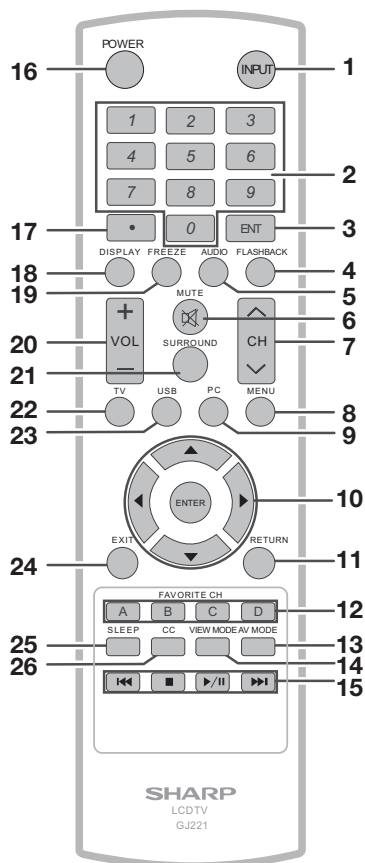 POWER
16
INPUT
1
1 2 3
4 5 6
2
7 8 9
17
•
0
ENT
3
DISPLAY FREEZE AUDIO FLASHBACK
18
4
19
5
MUTE
6
+
20
VOL
CH
7
SURROUND
21
—
TV USB PC MENU
22
8
23
9
ENTER
10
EXIT RETURN
24
11
FAVORITE CH
A B C D
12
SLEEP CC VIEW MODE AV MODE
25
13
26
14
15
SHARP
LCDTV
GJ221